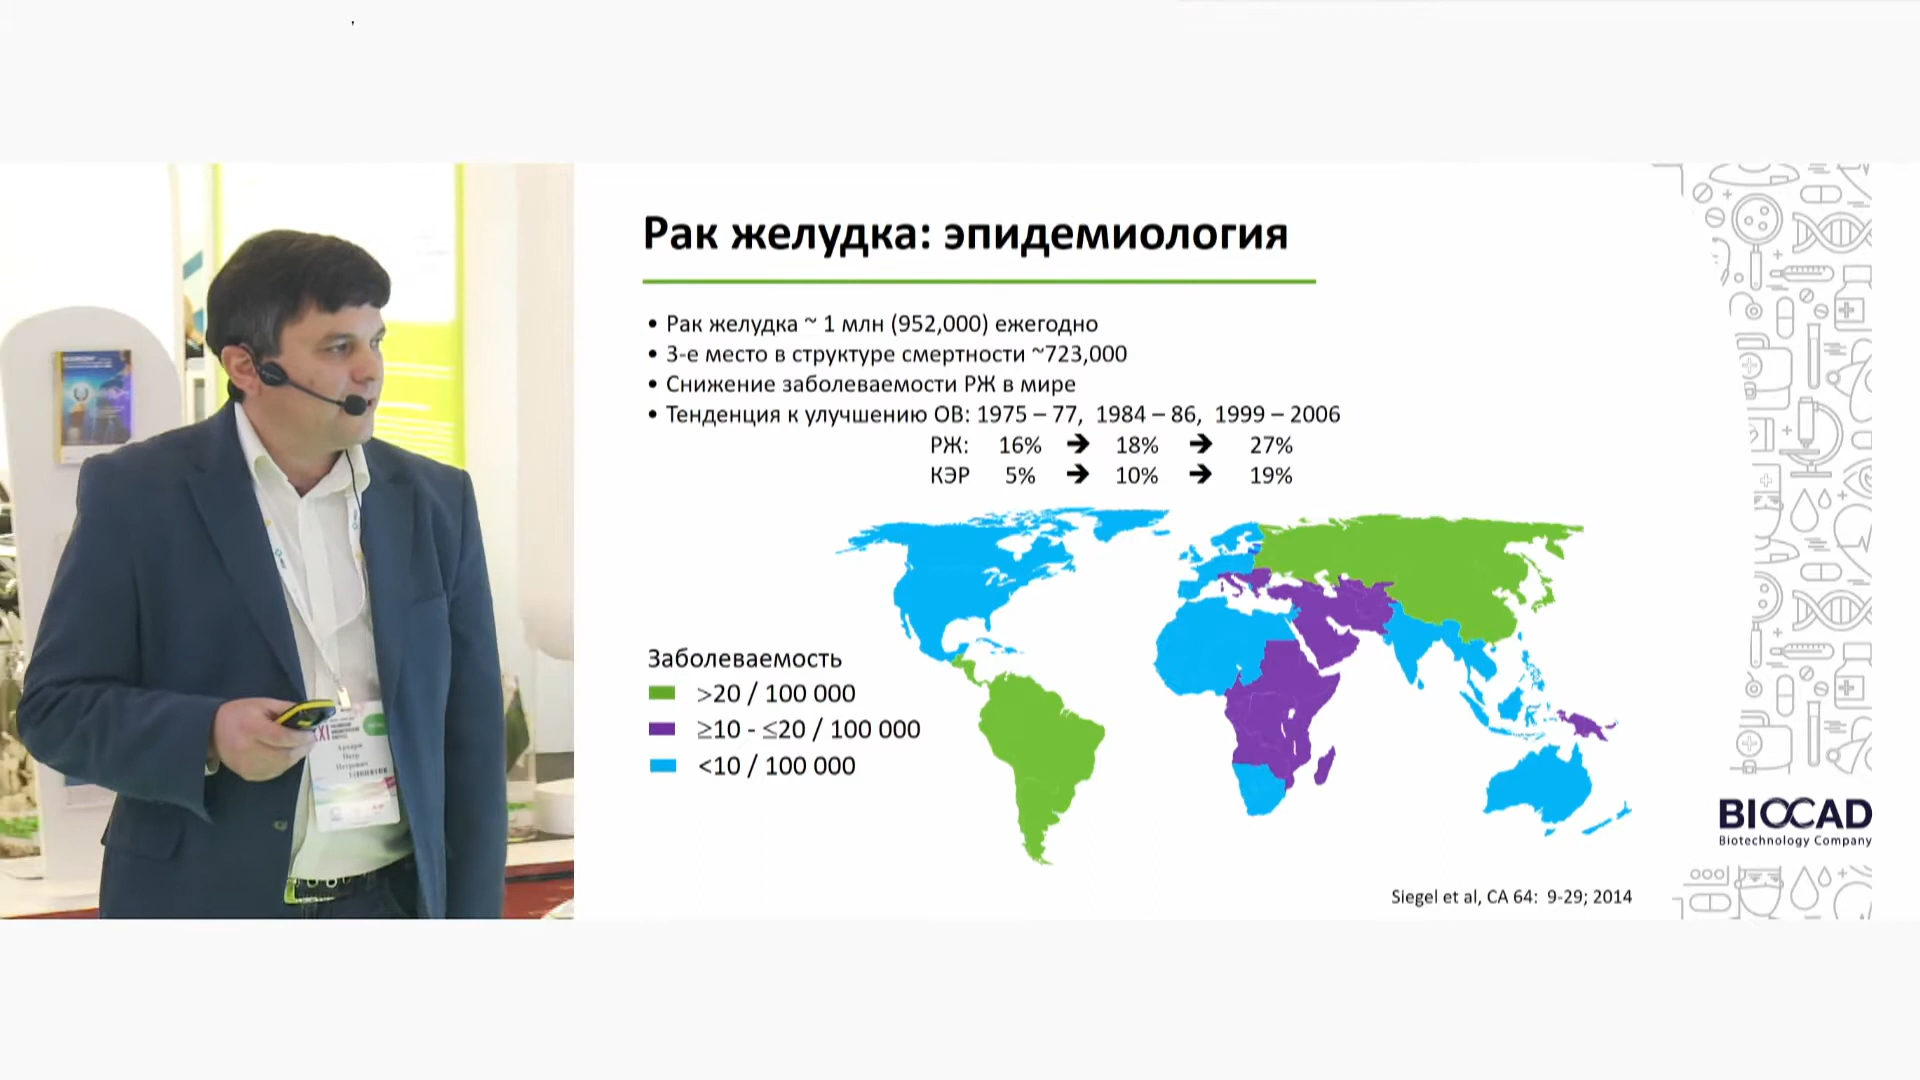 Рак желудка: эпидемиология
• Рак желудка ~ 1 млн (952,000) ежегодно
• 3-е место в структуре смертности ~723,000
• Снижение заболеваемости РЖ в мире
• Тенденция к улучшению ОВ: 1975 – 77, 1984 – 86, 1999 – 2006
РЖ: 16% ➔ 18% ➔ 27%
КЭР 5% ➔ 10% ➔ 19%
Заболеваемость
>20 / 100 000
≥10 - ≤20 / 100 000
<10 / 100 000
BIOCAD
Biotechnology Company
Siegel et al, CA 64: 9-29; 2014
XXI
Петр
Петрович